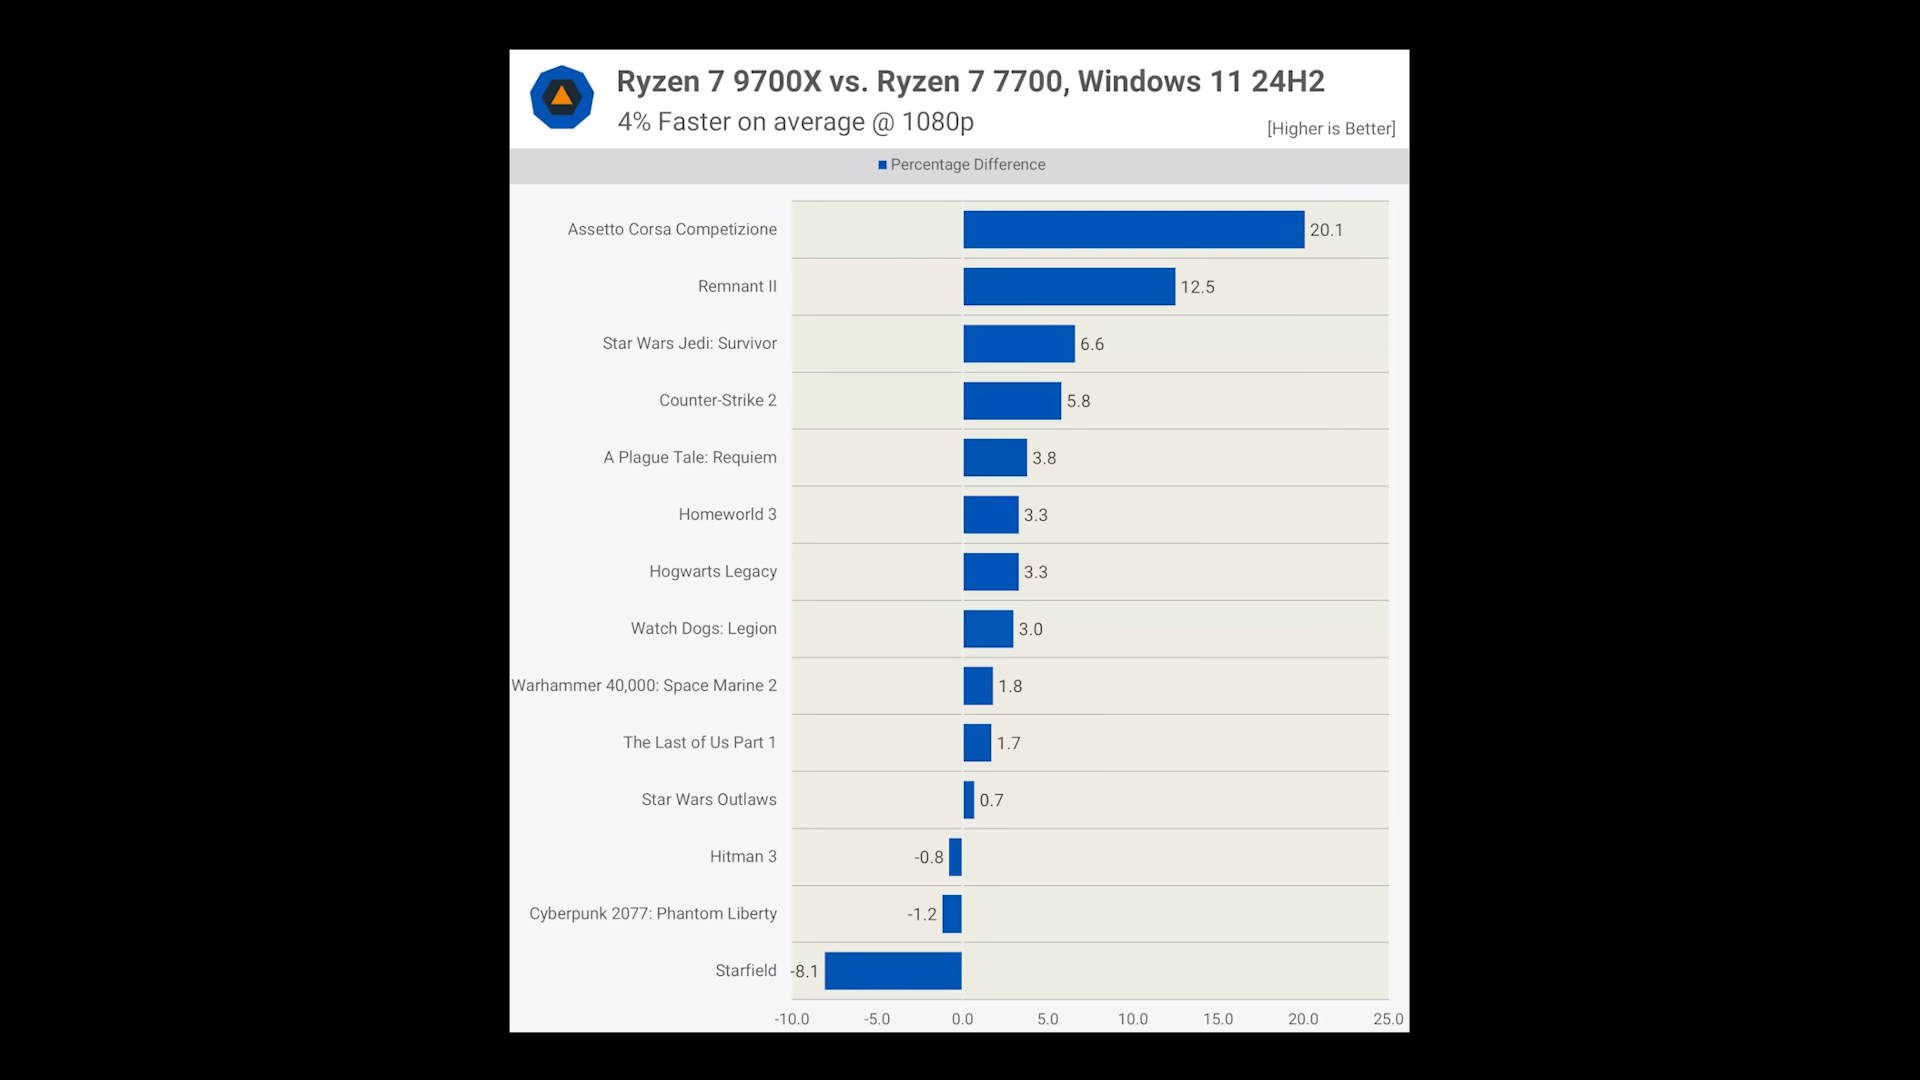 Ryzen 7 9700X vs. Ryzen 7 7700, Windows 11 24H2
4% Faster on average @ 1080p
[Higher is Better]
Percentage Difference
Assetto Corsa Competizione 20.1
Remnant II 12.5
Star Wars Jedi: Survivor 6.6
Counter-Strike 2 5.8
A Plague Tale: Requiem 3.8
Homeworld 3 3.3
Hogwarts Legacy 3.3
Watch Dogs: Legion 3.0
Warhammer 40,000: Space Marine 2 1.8
The Last of Us Part 1 1.7
Star Wars Outlaws 0.7
Hitman 3 -0.8
Cyberpunk 2077: Phantom Liberty -1.2
Starfield -8.1
-10.0 -5.0 0.0 5.0 10.0 15.0 20.0 25.0